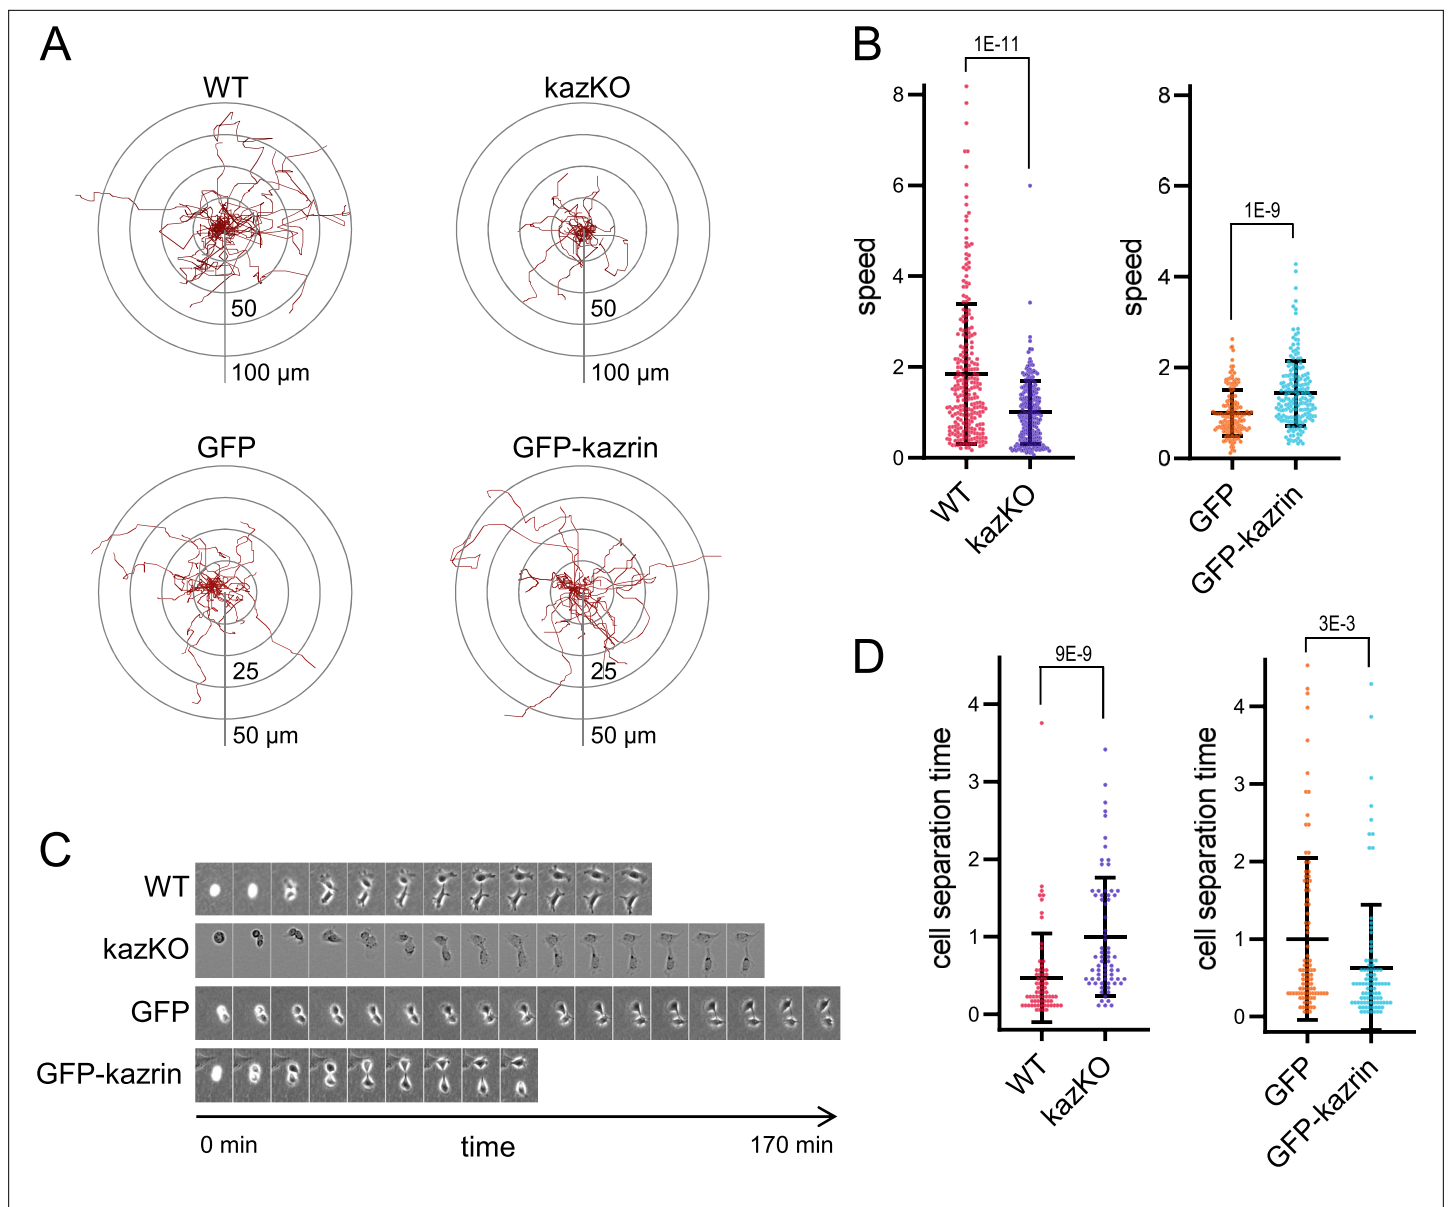 A
WT
50
100 µm
kazKO
50
100 µm
GFP
25
50 µm
GFP-kazrin
25
50 µm
B
1E-11
speed
8
6
4
2
0
WT
kazKO
1E-9
speed
8
6
4
2
0
GFP
GFP-kazrin
C
WT
kazKO
GFP
GFP-kazrin
0 min
time
170 min
D
9E-9
cell separation time
4
3
2
1
0
WT
kazKO
3E-3
cell separation time
4
3
2
1
0
GFP
GFP-kazrin